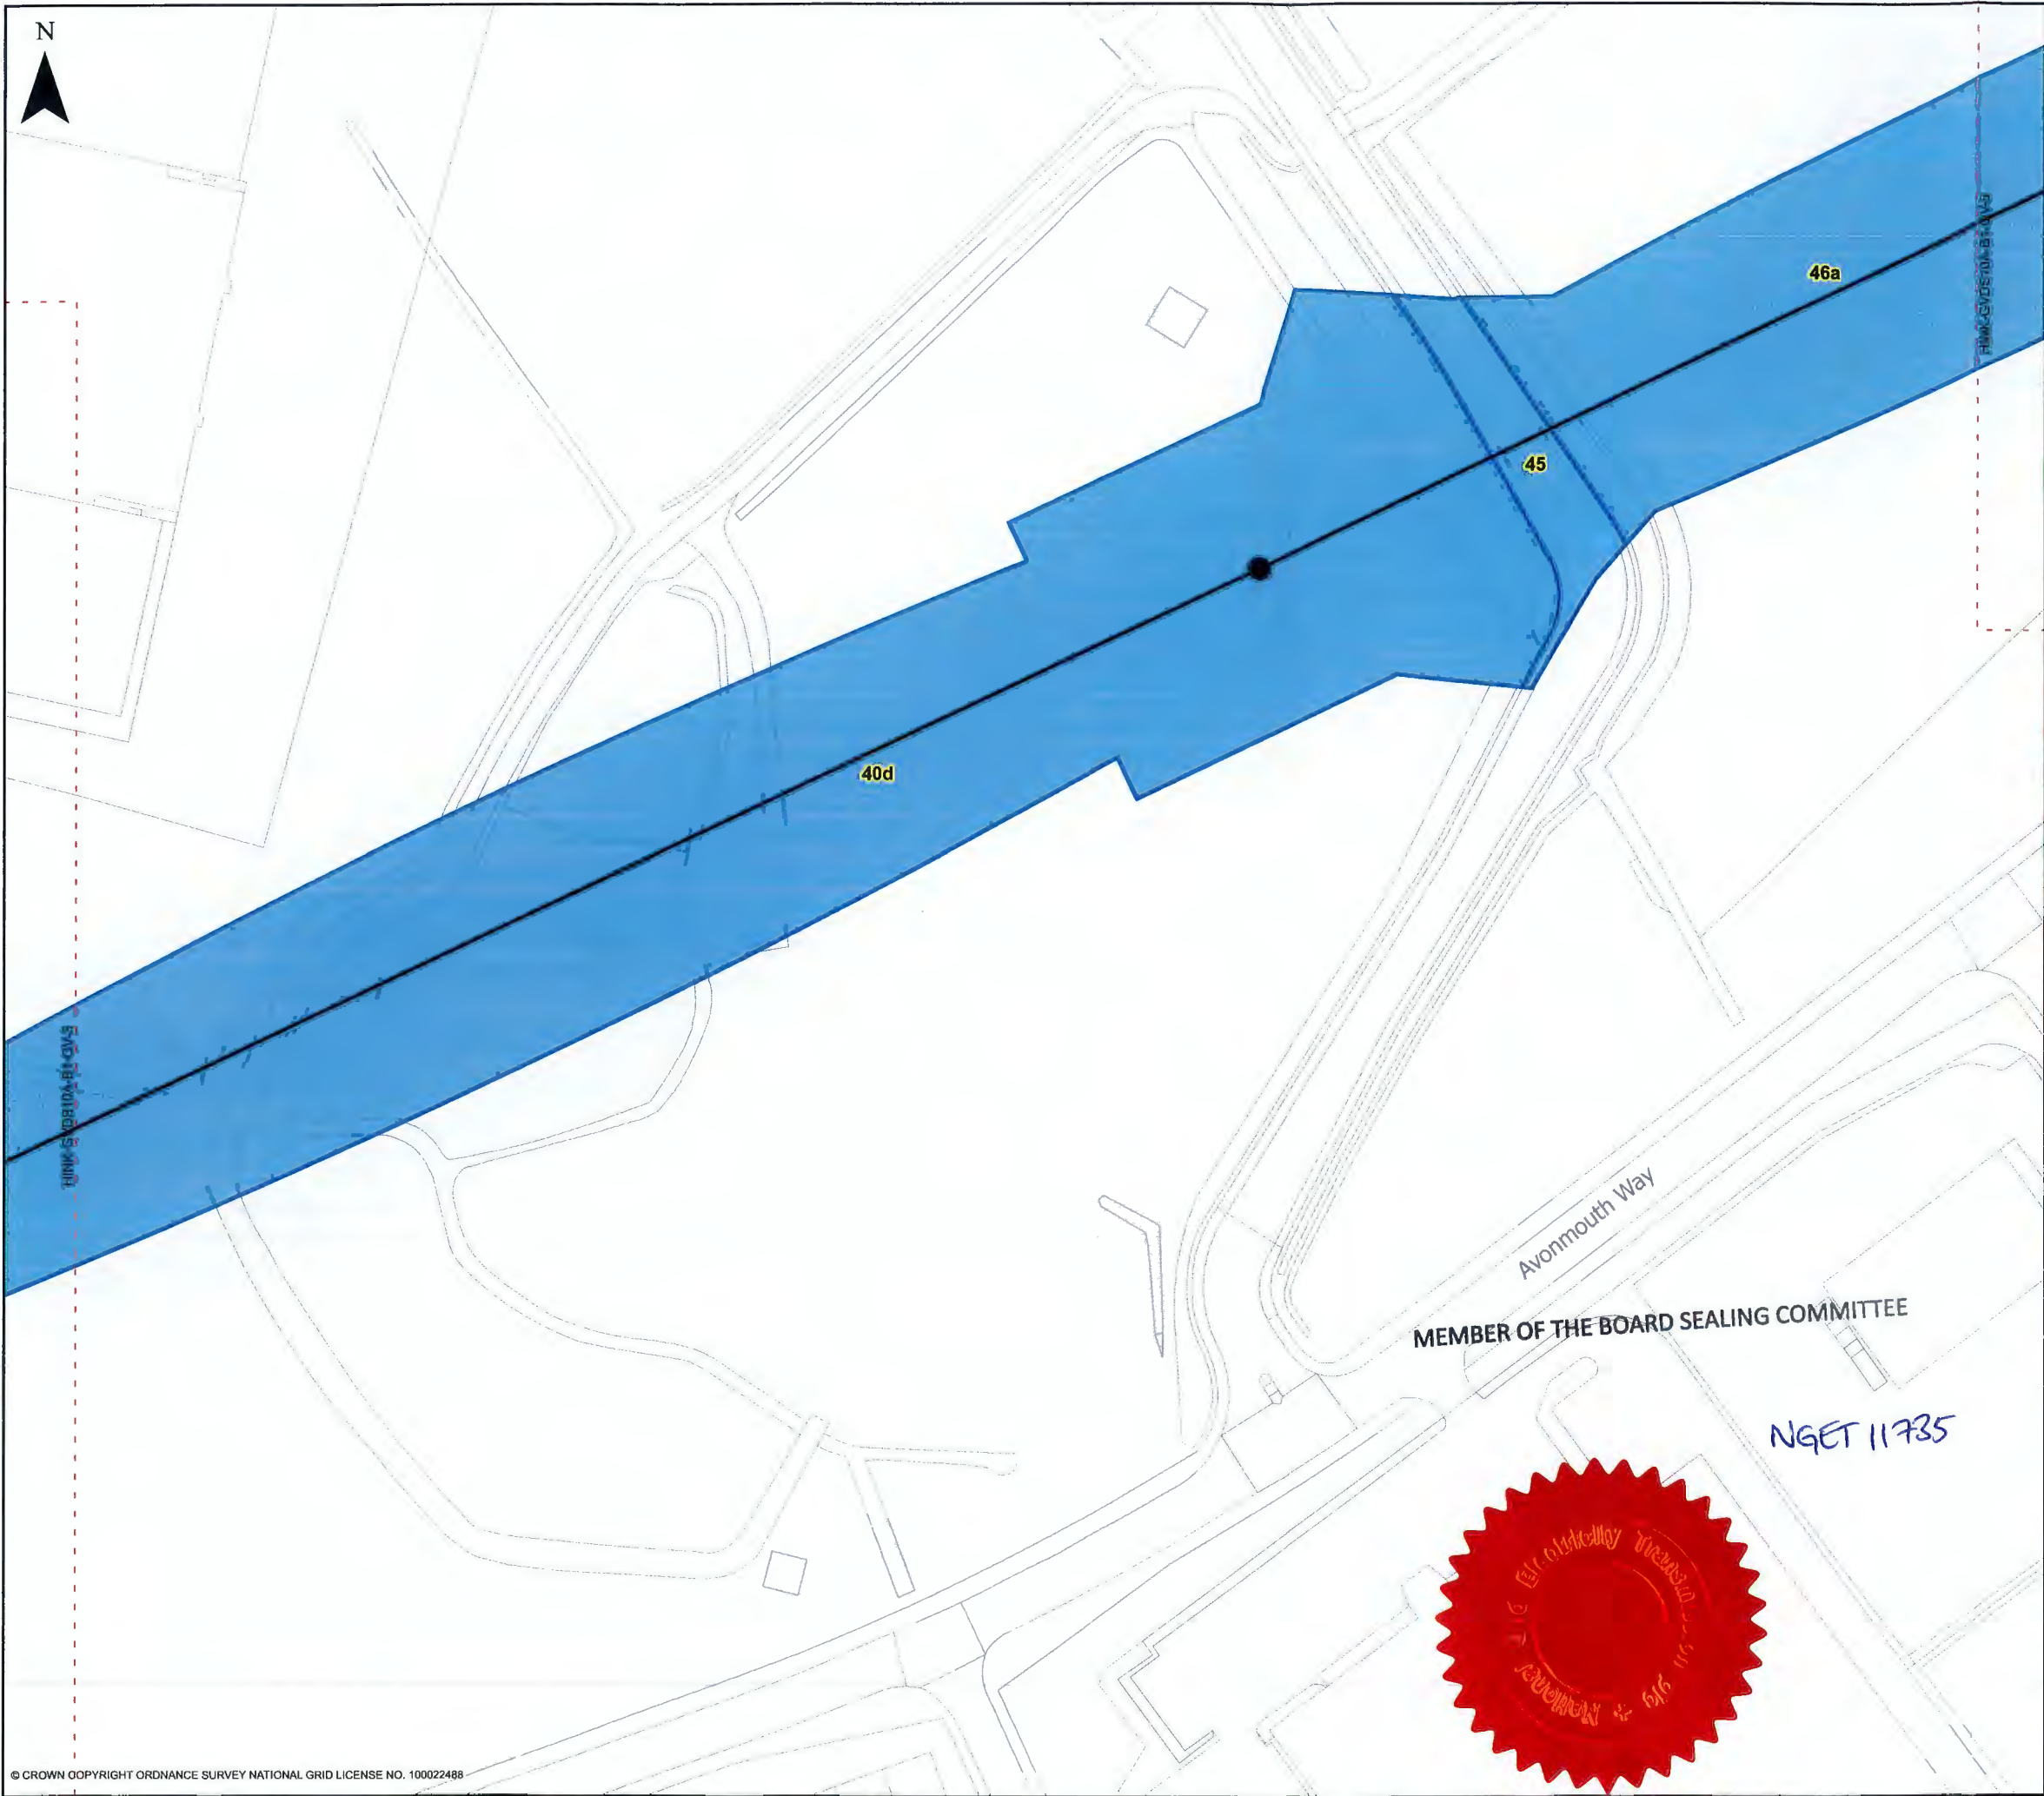 N
46a
45
40d
Avonmouth Way
MEMBER OF THE BOARD SEALING COMMITTEE
NGET 11735
© CROWN COPYRIGHT ORDNANCE SURVEY NATIONAL GRID LICENSE NO. 100022488